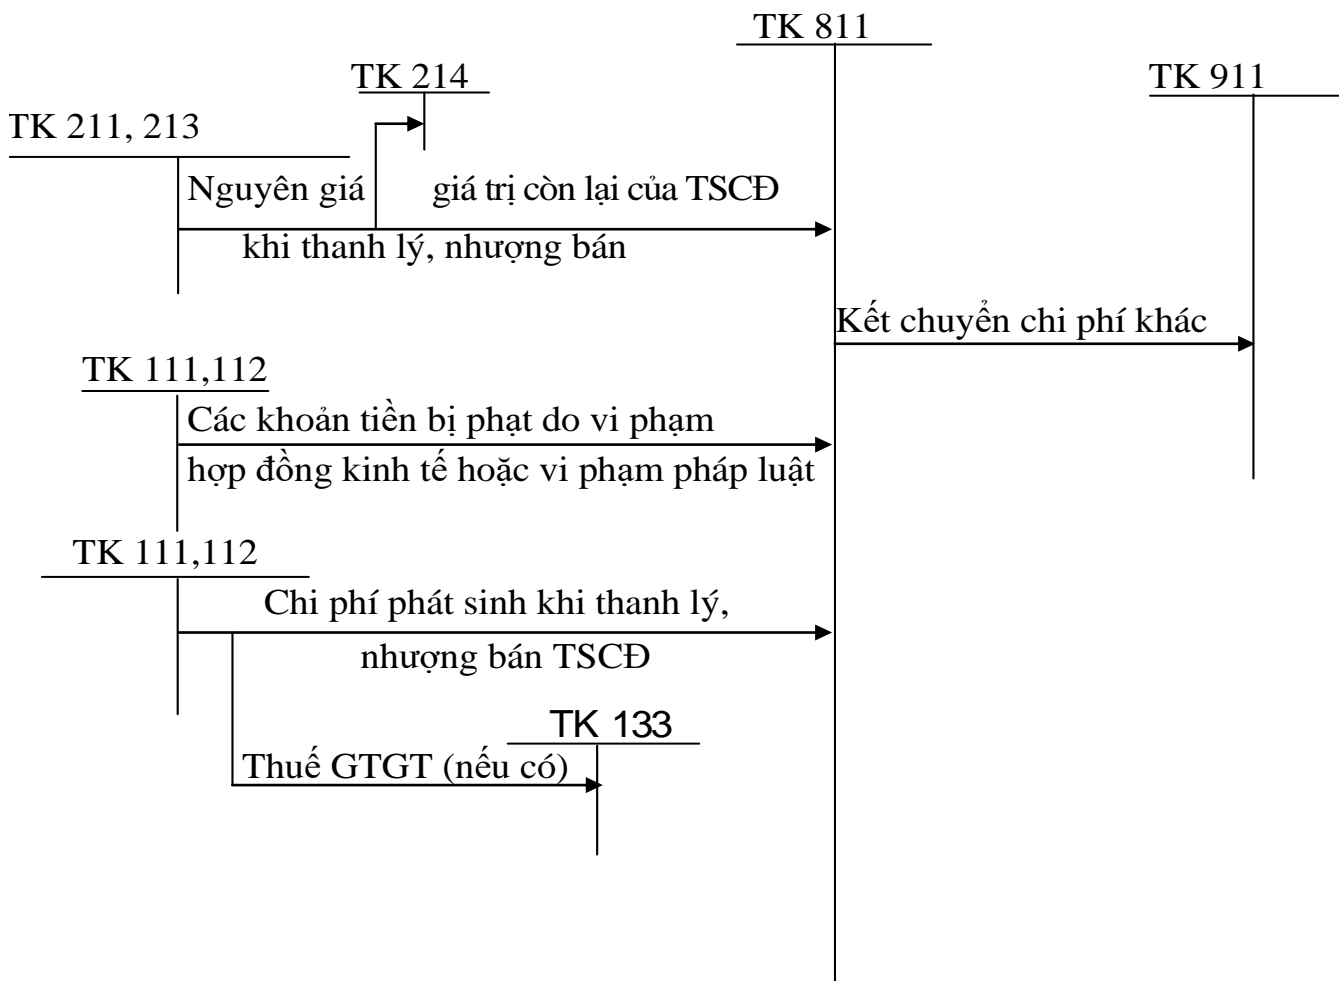 TK 811
TK 214
TK 911
TK 211, 213
Nguyên giá
giá trị còn lại của TSCĐ
khi thanh lý, nhượng bán
Kết chuyển chi phí khác
TK 111,112
Các khoản tiền bị phạt do vi phạm
hợp đồng kinh tế hoặc vi phạm pháp luật
TK 111,112
Chi phí phát sinh khi thanh lý,
nhượng bán TSCĐ
TK 133
Thuế GTGT (nếu có)